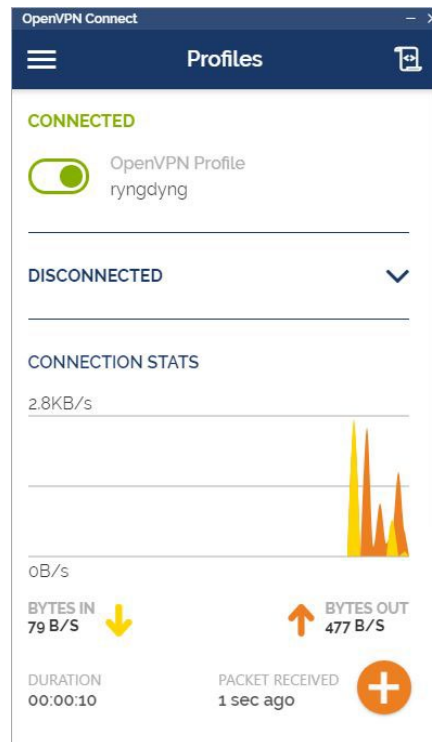 OpenVPN Connect
Profiles
CONNECTED
OpenVPN Profile
ryngdyng
DISCONNECTED
CONNECTION STATS
2.8KB/s
0B/s
BYTES IN
79 B/S
BYTES OUT
477 B/S
DURATION
00:00:10
PACKET RECEIVED
1 sec ago